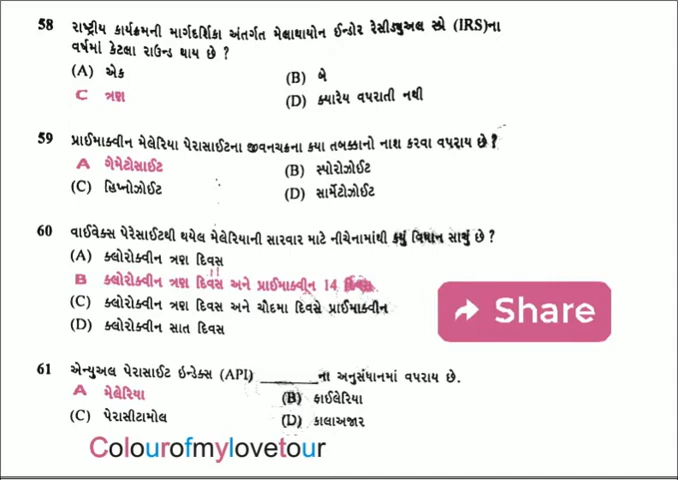 58 રાષ્ટ્રીય કાર્યક્રમની માર્ગદર્શિકા અંતર્ગત મેલાથાયોન ઈન્ડોર રેસીડ્યુઅલ સ્પ્રે (IRS)ના
વર્ષમાં કેટલા રાઉન્ડ થાય છે ?
(A) એક (B) બે
C ત્રણ (D) ક્યારેય વપરાતી નથી
59 પ્રાઈમાક્વીન મેલેરિયા પેરાસાઈટના જીવનચક્રના ક્યા તબક્કાનો નાશ કરવા વપરાય છે ?
A ગેમેટોસાઈટ (B) સ્પોરોઝોઈટ
(C) હિપ્નોઝોઈટ (D) સાર્મેટોઝોઈટ
60 વાઈવેક્સ પેરેસાઈટથી થયેલ મેલેરિયાની સારવાર માટે નીચેનામાંથી ક્યું વિધાન સાચું છે ?
(A) ક્લોરોક્વીન ત્રણ દિવસ
B ક્લોરોક્વીન ત્રણ દિવસ અને પ્રાઈમાક્વીન 14 દિવસ
(C) ક્લોરોક્વીન ત્રણ દિવસ અને ચૌદમા દિવસે પ્રાઈમાક્વીન
(D) ક્લોરોક્વીન સાત દિવસ
Share
61 એન્યુઅલ પેરાસાઈટ ઇન્ડેક્સ (API) ________ના અનુસંધાનમાં વપરાય છે.
A મેલેરિયા (B) ફાઈલેરિયા
(C) પેરાસીટામોલ (D) કાલાઅજાર
Colourofmylovetour